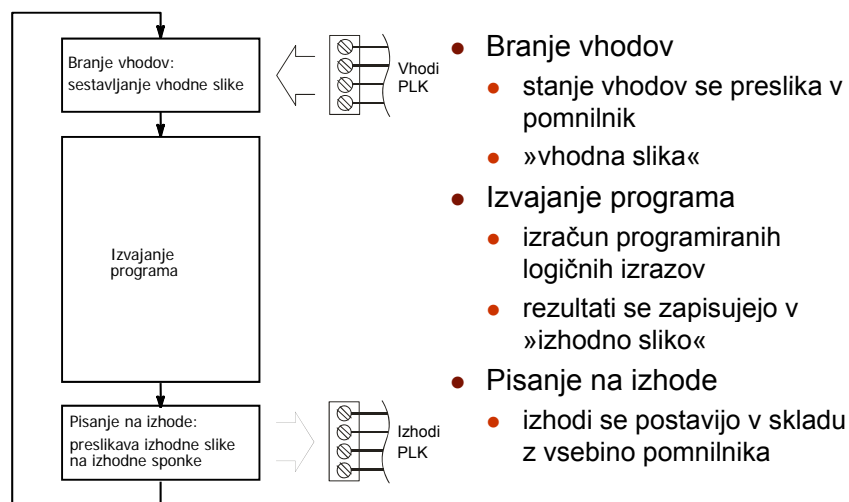 Branje vhodov:
sestavljanje vhodne slike
Vhodi
PLK
Izvajanje
programa
Pisanje na izhode:
preslikava izhodne slike
na izhodne sponke
Izhodi
PLK
Branje vhodov
stanje vhodov se preslika v
pomnilnik
»vhodna slika«
Izvajanje programa
izračun programiranih
logičnih izrazov
rezultati se zapisujejo v
»izhodno sliko«
Pisanje na izhode
izhodi se postavijo v skladu
z vsebino pomnilnika